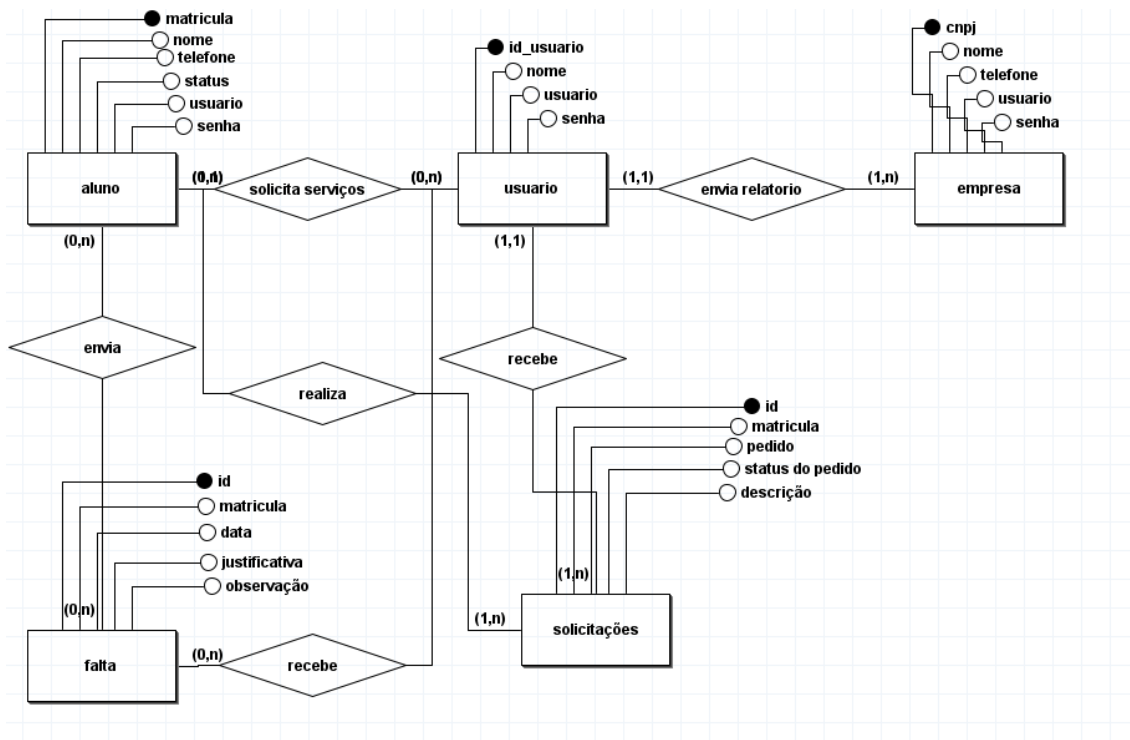 matricula
nome
telefone
status
usuario
senha
aluno
id_usuario
nome
usuario
senha
usuario
cnpj
nome
telefone
usuario
senha
empresa
solicita serviços
(0,n)
(1,1)
envia relatorio
(1,n)
(0,n)
(1,1)
envia
recebe
realiza
id
matricula
pedido
status do pedido
descrição
id
matricula
data
justificativa
observação
(1,n)
(0,n)
(1,n)
solicitações
falta
(0,n)
recebe